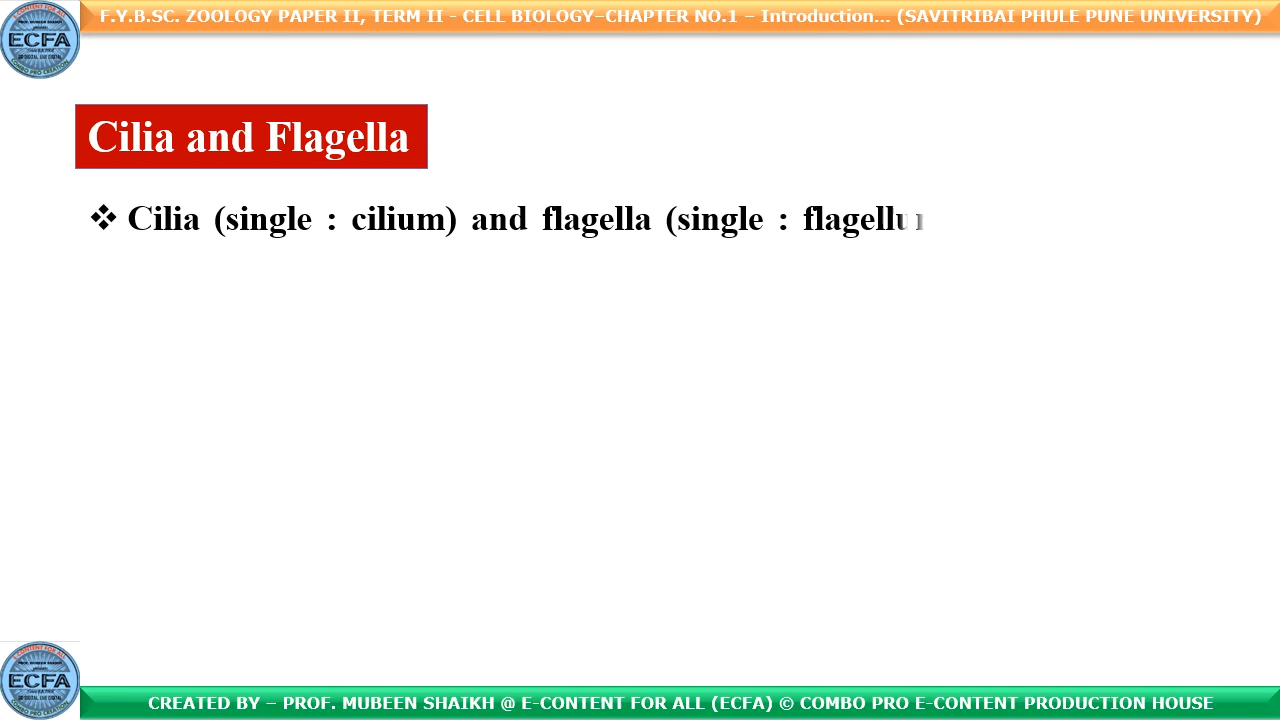 F.Y.B.SC. ZOOLOGY PAPER II, TERM II - CELL BIOLOGY–CHAPTER NO.1 – Introduction... (SAVITRIBAI PHULE PUNE UNIVERSITY)
ECFA
Cilia and Flagella
❖ Cilia (single : cilium) and flagella (single :
ECFA
CREATED BY – PROF. MUBEEN SHAIKH @ E-CONTENT FOR ALL (ECFA) © COMBO PRO E-CONTENT PRODUCTION HOUSE